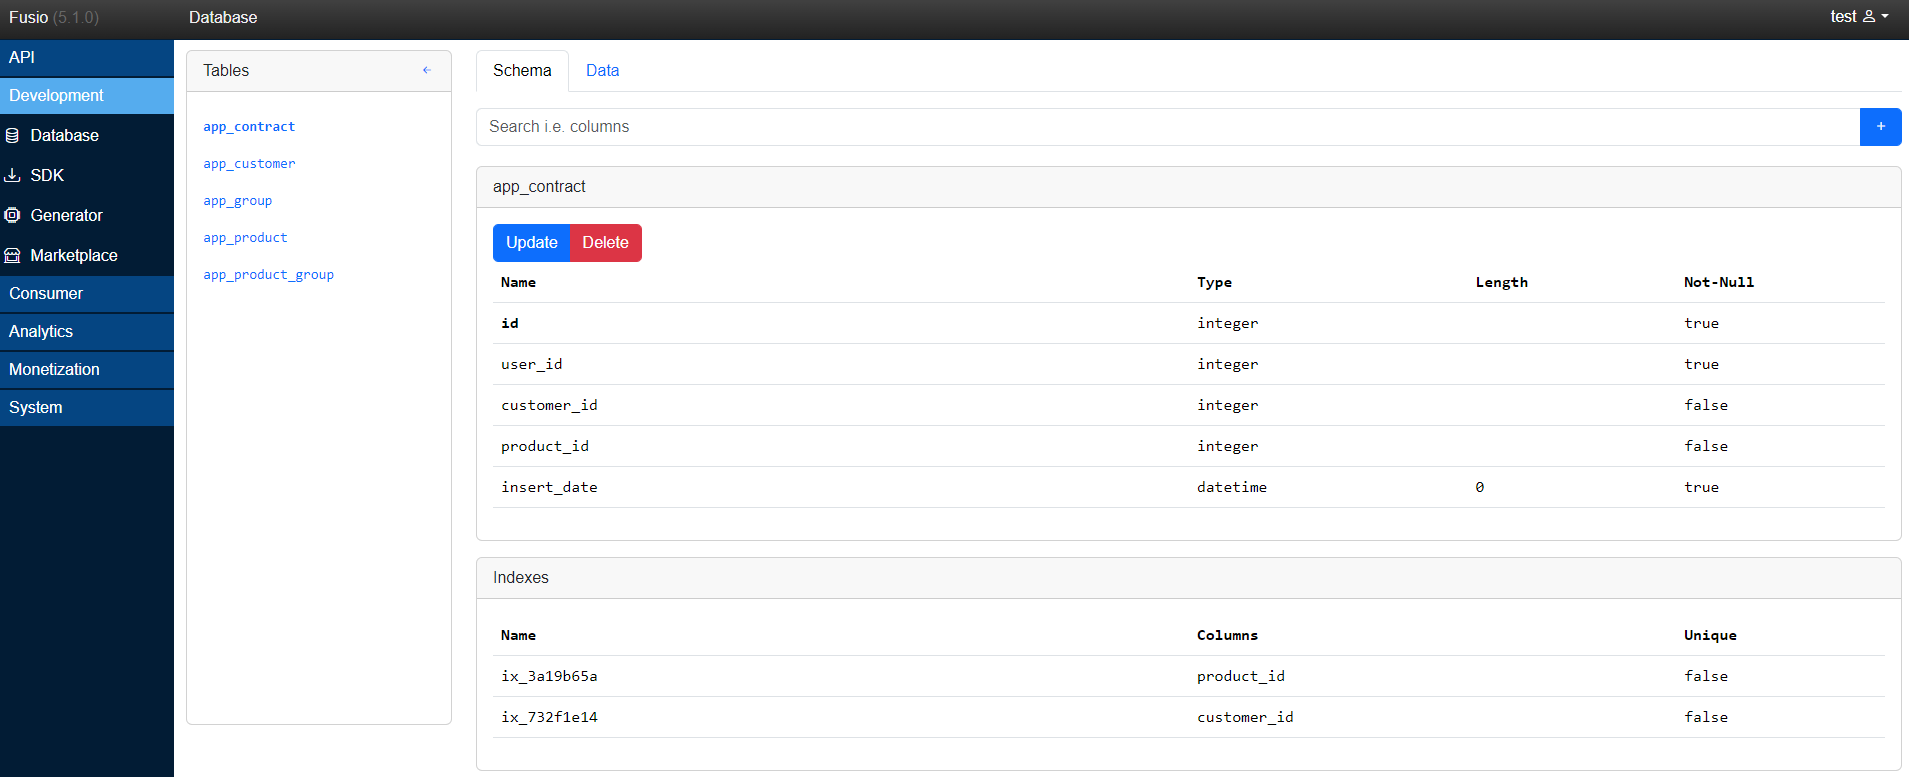 Fusio (5.1.0)
Database
test
API
Development
Database
SDK
Generator
Marketplace
Consumer
Analytics
Monetization
System
Tables
app_contract
app_customer
app_group
app_product
app_product_group
Schema Data
Search i.e. columns
+
app_contract
Update Delete
Name Type Length Not-Null
id integer true
user_id integer true
customer_id integer false
product_id integer false
insert_date datetime 0 true
Indexes
Name Columns Unique
ix_3a19b65a product_id false
ix_732f1e14 customer_id false